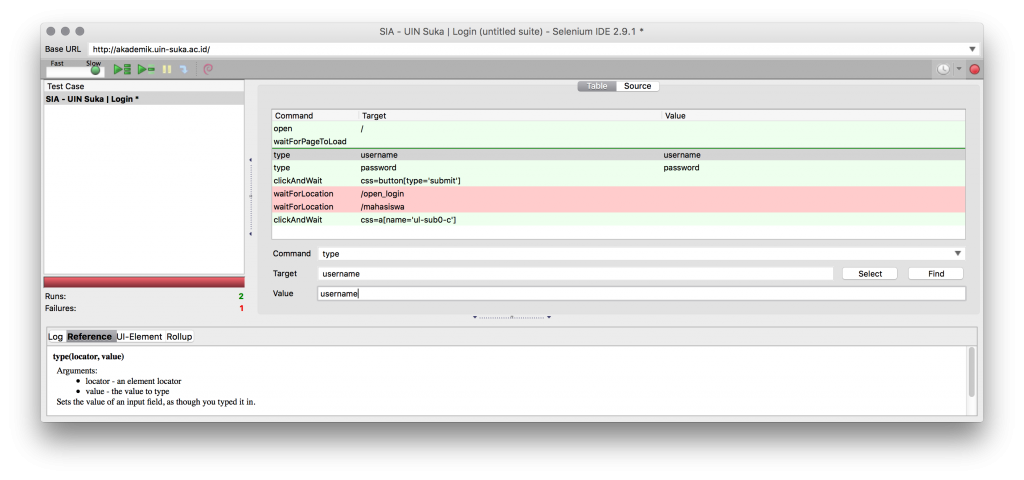 SIA - UIN Suka | Login (untitled suite) - Selenium IDE 2.9.1 *
Base URL http://akademik.uin-suka.ac.id/
Fast Slow
Table Source
Test Case
SIA - UIN Suka | Login *
Command Target Value
open /
waitForPageToLoad
type username username
type password password
clickAndWait css=button[type='submit']
waitForLocation /open_login
waitForLocation /mahasiswa
clickAndWait css=a[name='ul-sub0-c']
Command type
Target username Select Find
Value username
Runs: 2
Failures: 1
Log Reference UI-Element Rollup
type(locator, value)
Arguments:
• locator - an element locator
• value - the value to type
Sets the value of an input field, as though you typed it in.